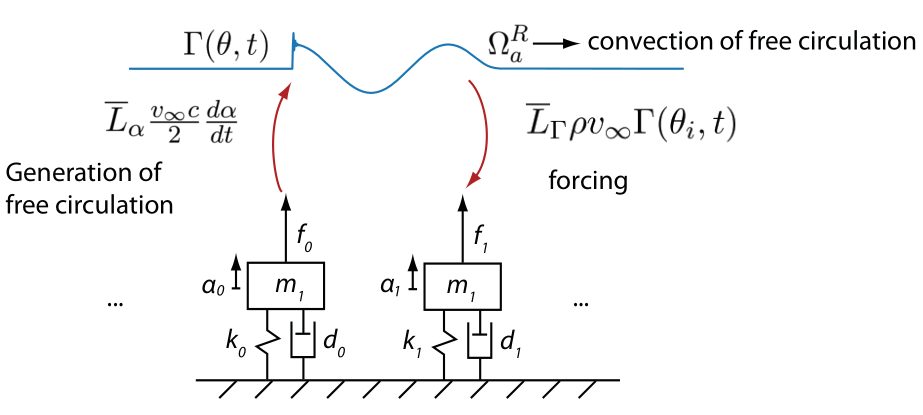 Γ(θ, t)
Ω_a^R → convection of free circulation
L̅_α (v_∞ c / 2) (dα / dt)
L̅_Γ ρv_∞Γ(θ_i, t)
Generation of
free circulation
forcing
f_0
f_1
a_0
m_1
a_1
m_1
...
...
k_0
d_0
k_1
d_1